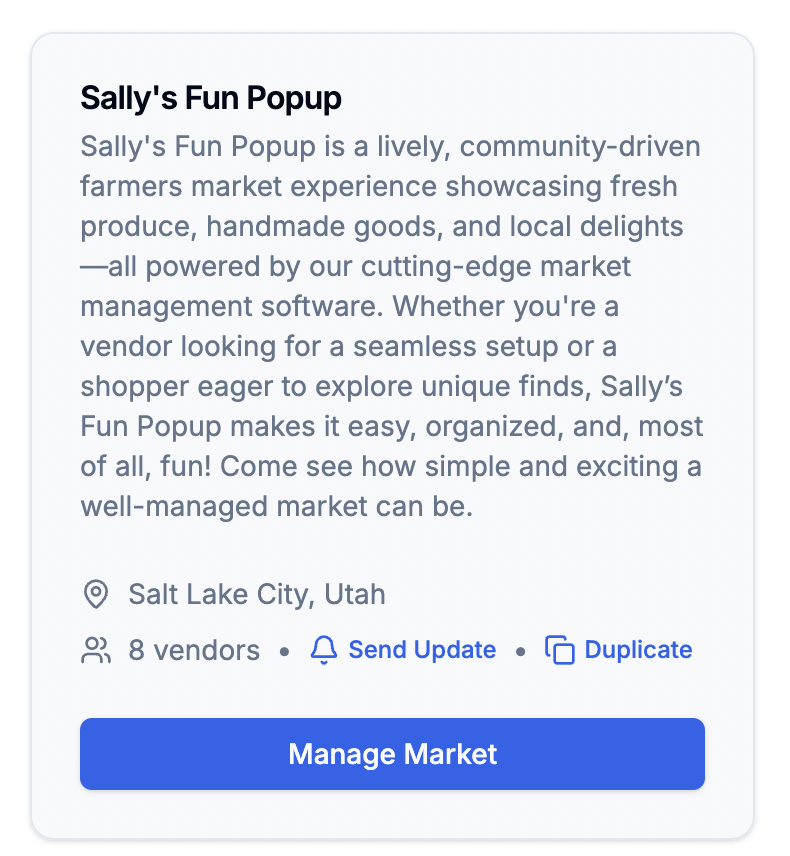 Sally's Fun Popup
Sally's Fun Popup is a lively, community-driven
farmers market experience showcasing fresh
produce, handmade goods, and local delights
—all powered by our cutting-edge market
management software. Whether you're a
vendor looking for a seamless setup or a
shopper eager to explore unique finds, Sally’s
Fun Popup makes it easy, organized, and, most
of all, fun! Come see how simple and exciting a
well-managed market can be.
Salt Lake City, Utah
8 vendors • Send Update • Duplicate
Manage Market